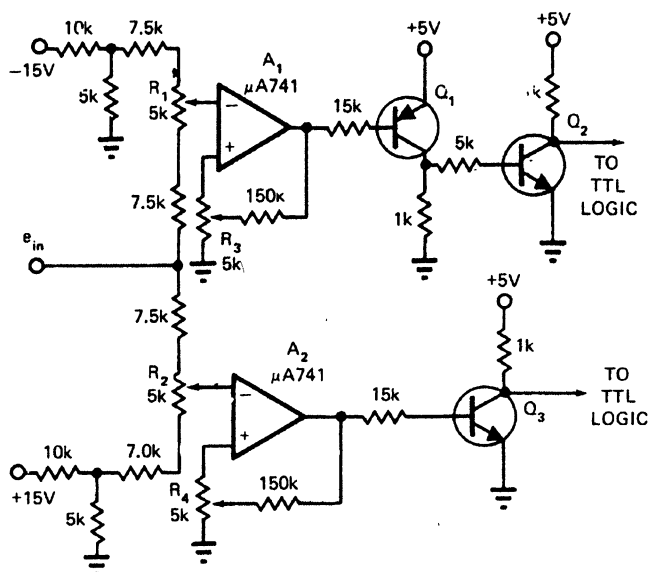 10k 7.5k
−15V
5k
R1
5k
A1
μA741
−
+
15k
+5V
Q1
+5V
Q2
5k
1k
TO
TTL
LOGIC
7.5k
150k
R3
5k
ein
7.5k
R2
5k
A2
μA741
−
+
15k
+5V
1k
Q3
TO
TTL
LOGIC
10k 7.0k
+15V
5k
R4
5k
150k